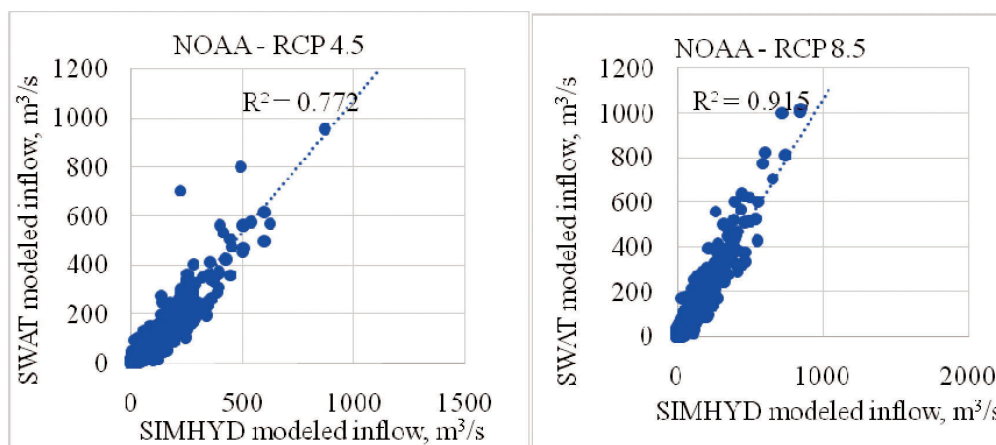 NOAA - RCP 4.5
R² = 0.772
SWAT modeled inflow, m³/s
1200
1000
800
600
400
200
0
0 500 1000 1500
SIMHYD modeled inflow, m³/s
NOAA - RCP 8.5
R² = 0.915
SWAT modeled inflow, m³/s
1200
1000
800
600
400
200
0
0 1000 2000
SIMHYD modeled inflow, m³/s